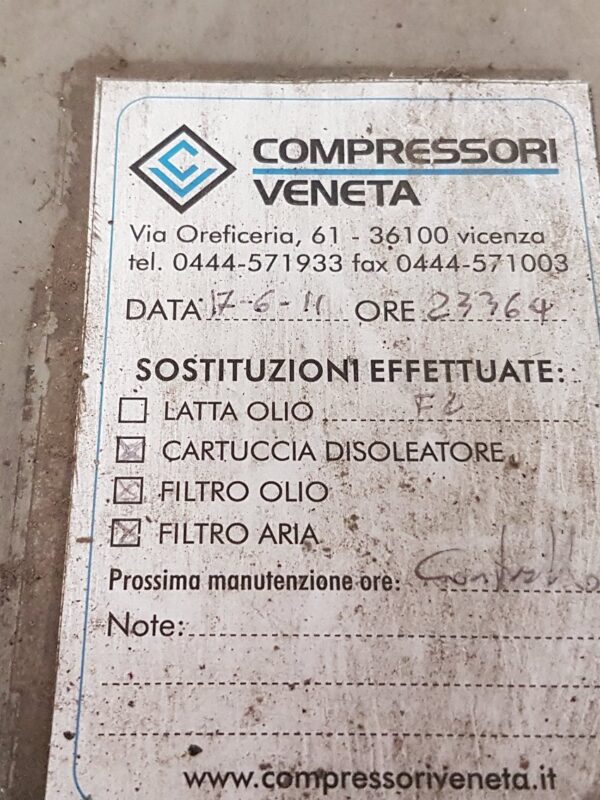 COMPRESSORI
VENETA
Via Oreficeria, 61 - 36100 vicenza
tel. 0444-571933 fax 0444-571003
DATA 17-6-11 ORE 23364
SOSTITUZIONI EFFETTUATE:
LATTA OLIO
CARTUCCIA DISOLEATORE
FILTRO OLIO
FILTRO ARIA
Prossima manutenzione ore:
Note:
www.compressoriveneta.it